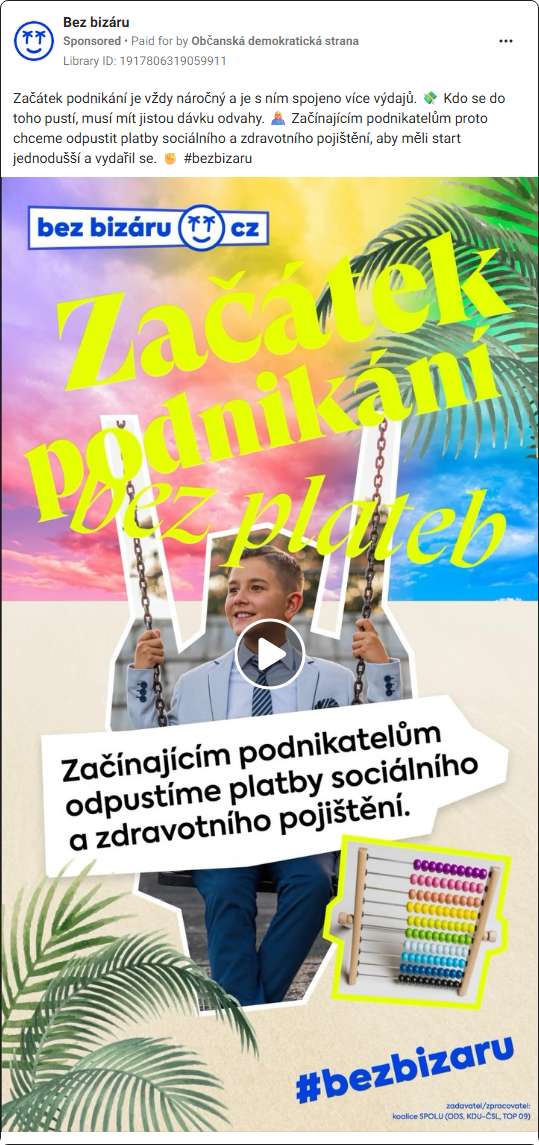 Bez bizáru
Sponsored • Paid for by Občanská demokratická strana
Library ID: 1917806319059911
Začátek podnikání je vždy náročný a je s ním spojeno více výdajů. 💸 Kdo se do
toho pustí, musí mít jistou dávku odvahy. 🙇 Začínajícím podnikatelům proto
chceme odpustit platby sociálního a zdravotního pojištění, aby měli start
jednodušší a vydařil se. ✊ #bezbizaru
bez bizáru cz
Začátek
podnikání
bez plateb
Začínajícím podnikatelům
odpustíme platby sociálního
a zdravotního pojištění.
#bezbizaru
zadavatel/zpracovatel:
koalice SPOLU (ODS, KDU-ČSL, TOP 09)